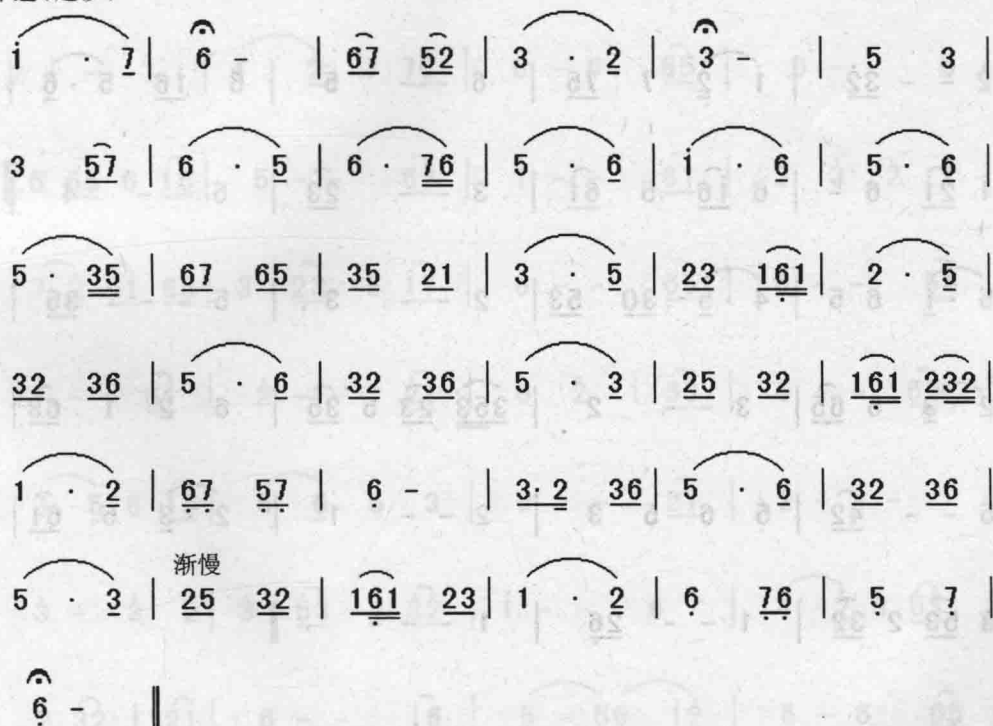 i · 7 | 6 - | 67 52 | 3 · 2 | 3 - | 5 3
3 57 | 6 · 5 | 6 · 76 | 5 · 6 | i · 6 | 5 · 6
5 · 35 | 67 65 | 35 21 | 3 · 5 | 23 161 | 2 · 5
32 36 | 5 · 6 | 32 36 | 5 · 3 | 25 32 | 161 232
1 · 2 | 67 57 | 6 - | 3· 2 36 | 5 · 6 | 32 36
渐慢
5 · 3 | 25 32 | 161 23 | 1 · 2 | 6 76 | 5 7
6 - ‖